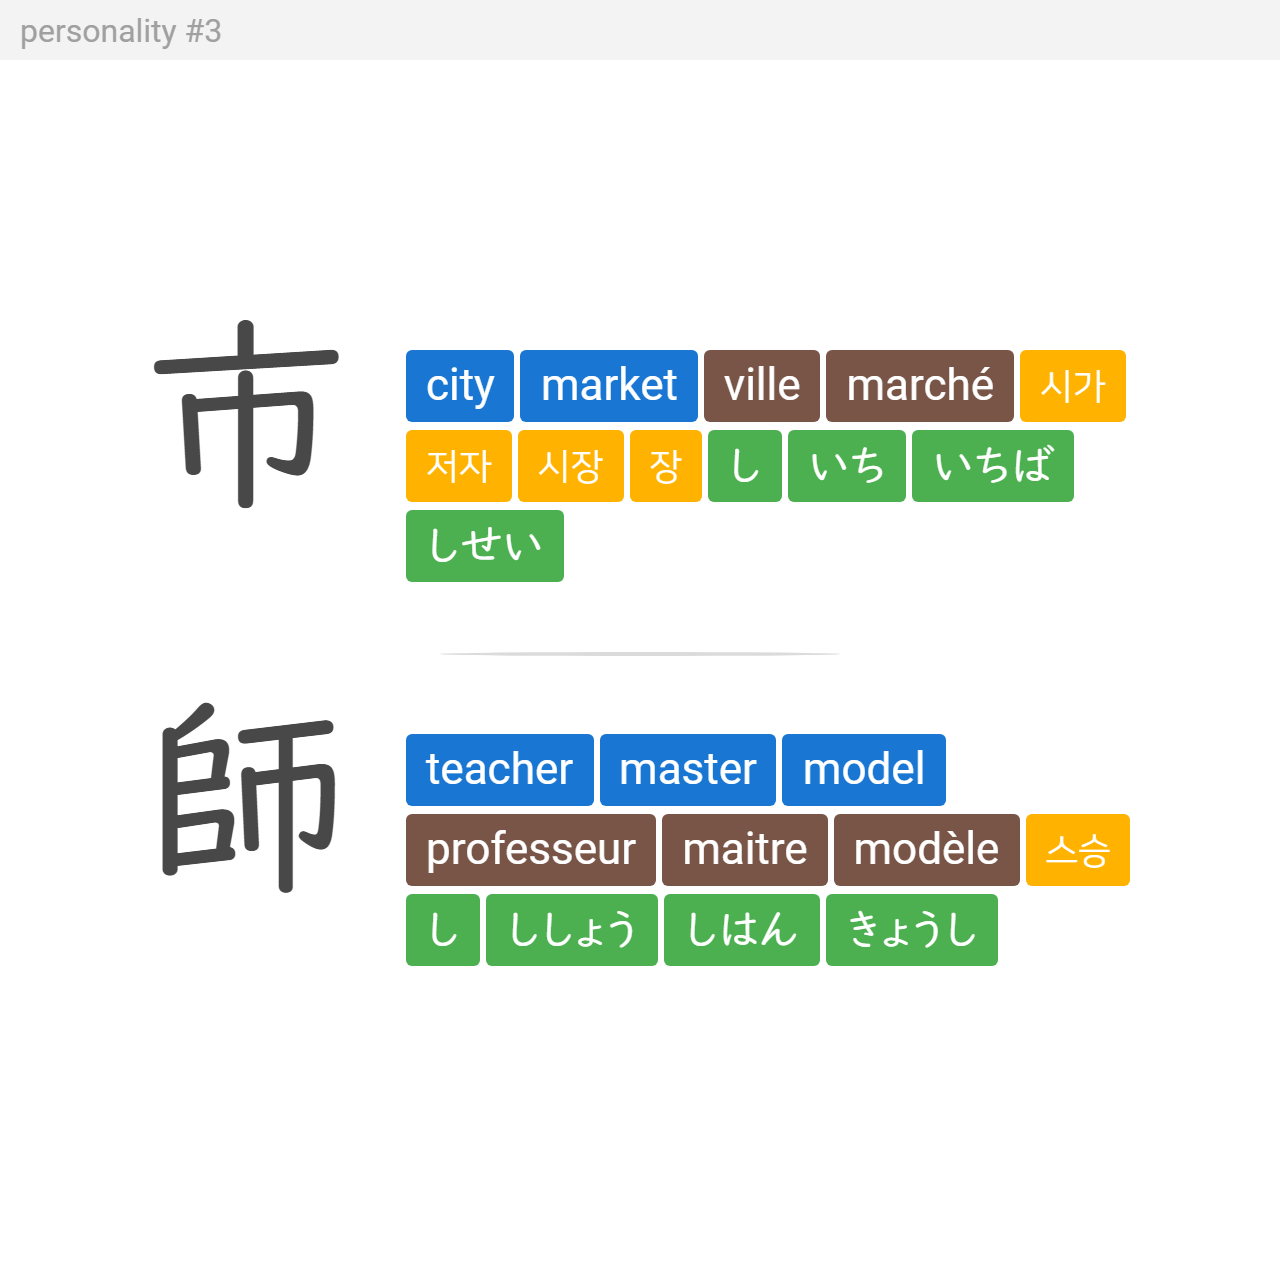 personality #3
市
city market ville marché 시가
저자 시장 장 し いち いちば
しせい
師
teacher master model
professeur maitre modèle 스승
し ししょう しはん きょうし